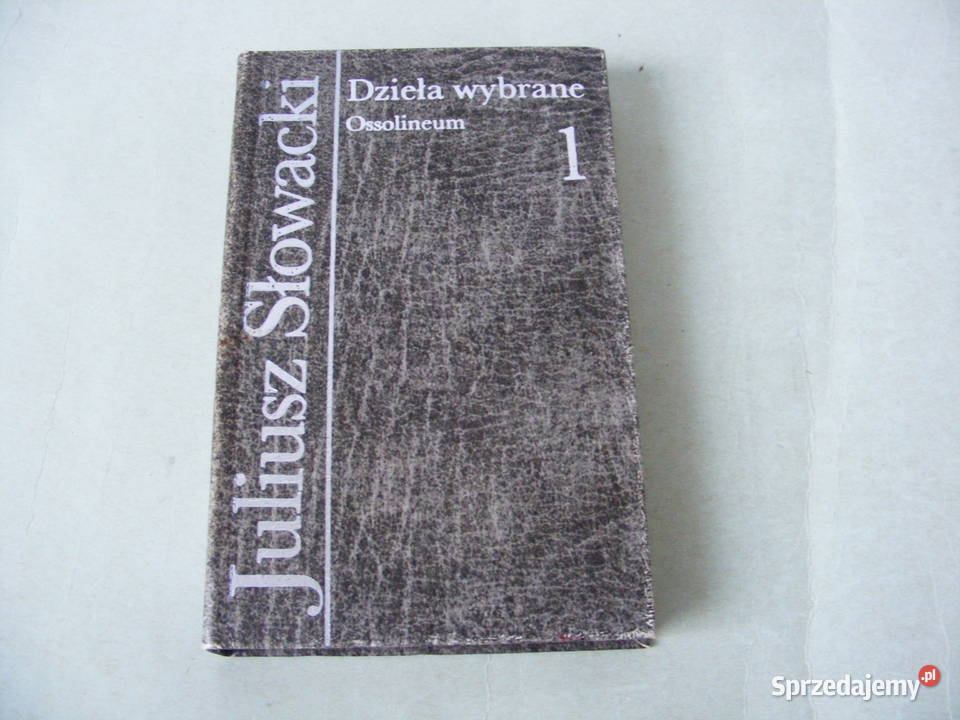 Juliusz Słowacki
Dzieła wybrane
Ossolineum
1
Sprzedajemy.pl